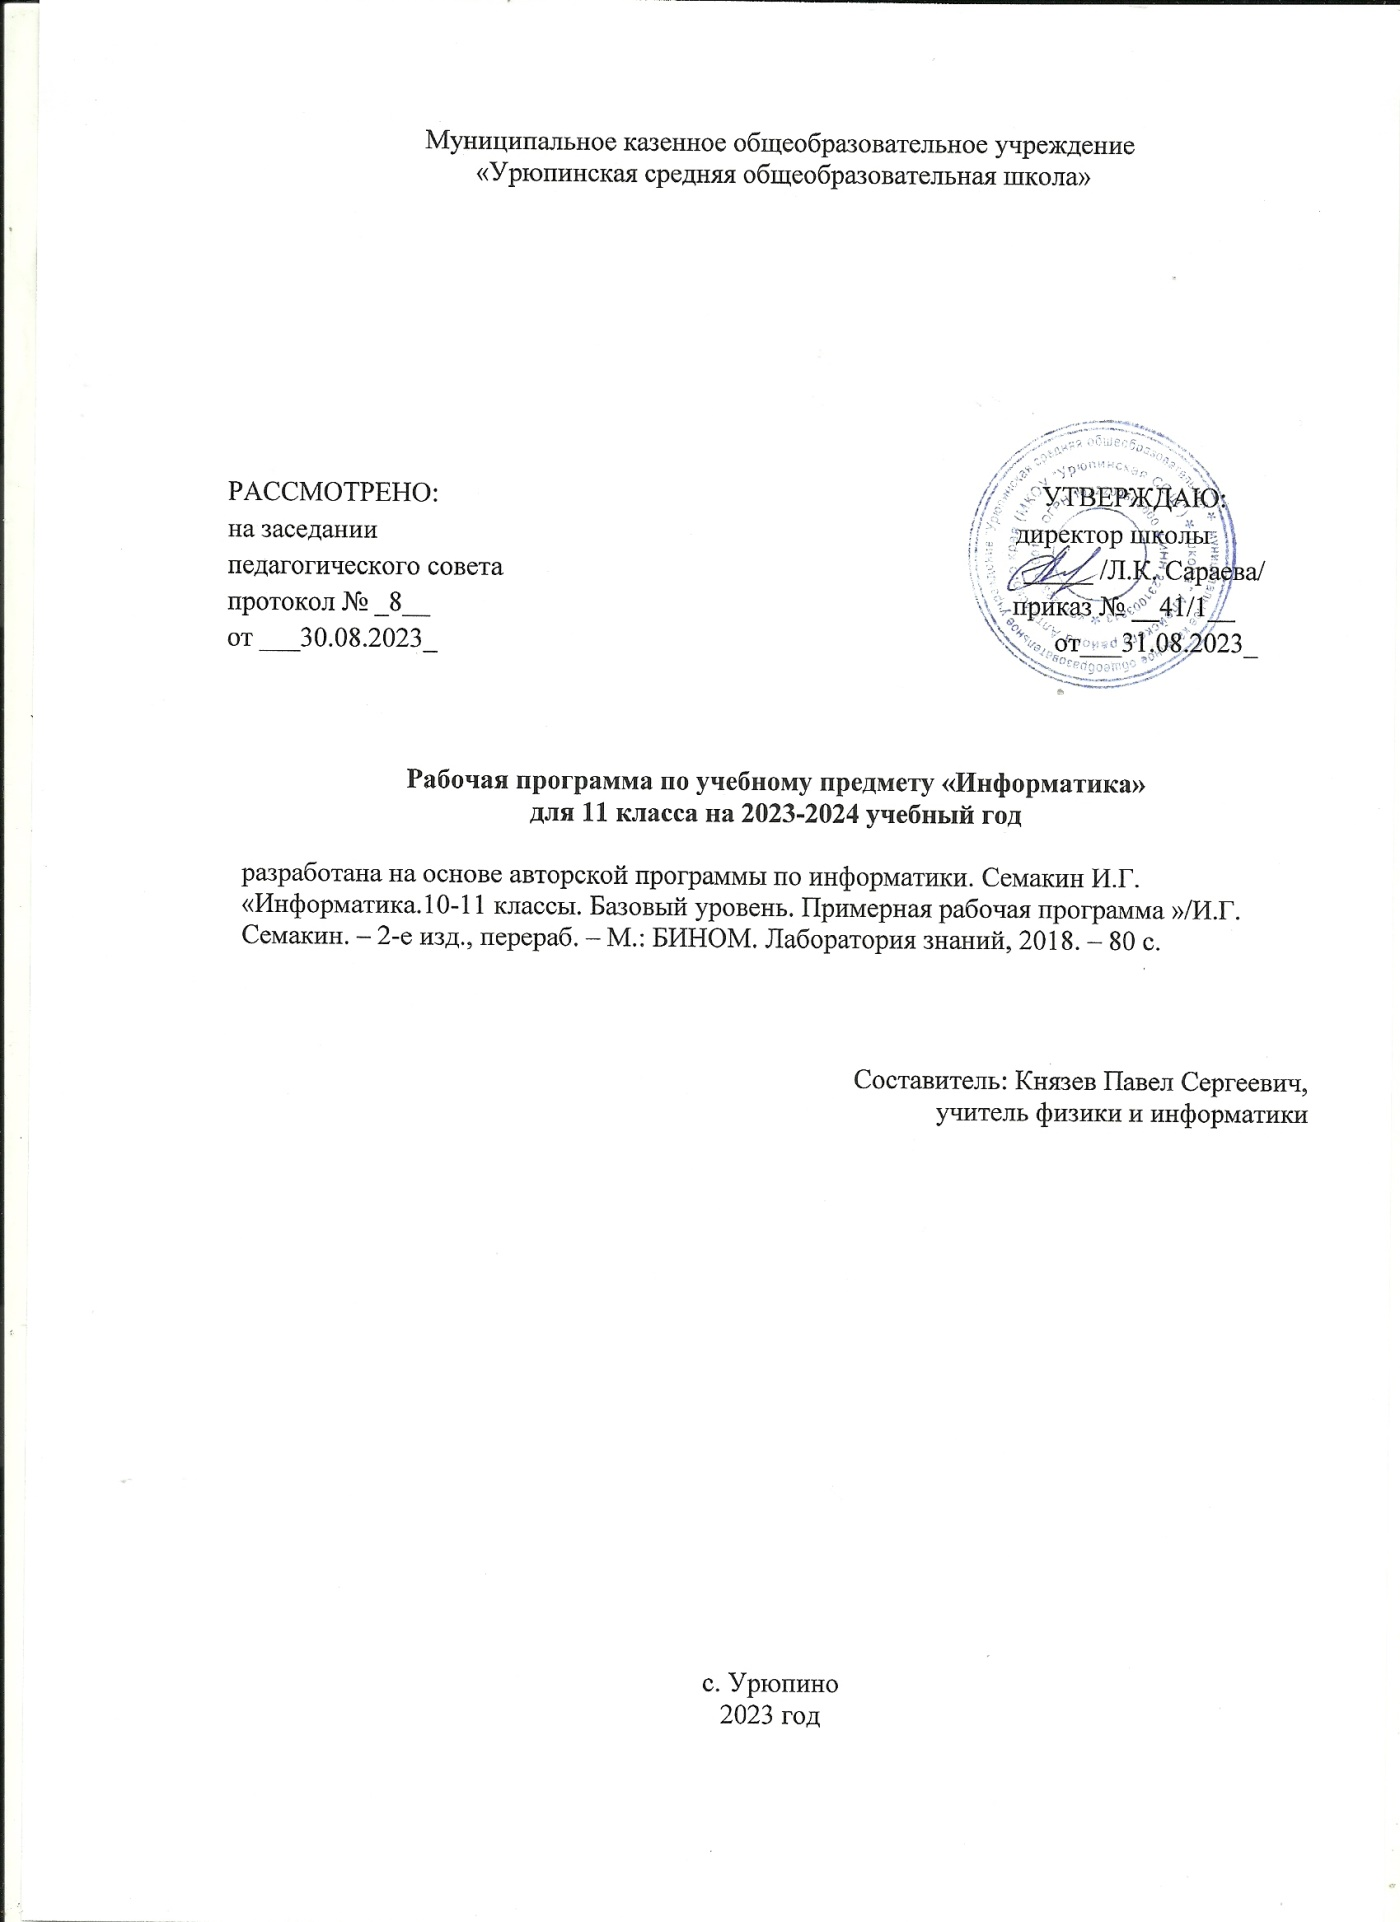 Муниципальное казенное общеобразовательное учреждение
«Урюпинская средняя общеобразовательная школа»
РАССМОТРЕНО:
на заседании
педагогического совета
протокол № _8__
от ___30.08.2023_
УТВЕРЖДАЮ:
директор школы
_____/Л.К. Сараева/
приказ № __41/1__
от___31.08.2023_
Рабочая программа по учебному предмету «Информатика»
для 11 класса на 2023-2024 учебный год
разработана на основе авторской программы по информатики. Семакин И.Г.
«Информатика.10-11 классы. Базовый уровень. Примерная рабочая программа »/И.Г.
Семакин. – 2-е изд., перераб. – М.: БИНОМ. Лаборатория знаний, 2018. – 80 с.
Составитель: Князев Павел Сергеевич,
учитель физики и информатики
с. Урюпино
2023 год